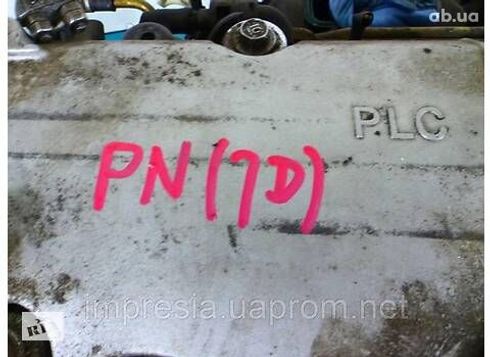 ab.ua
PLC
PN (7D)
impresia.uaprom.net